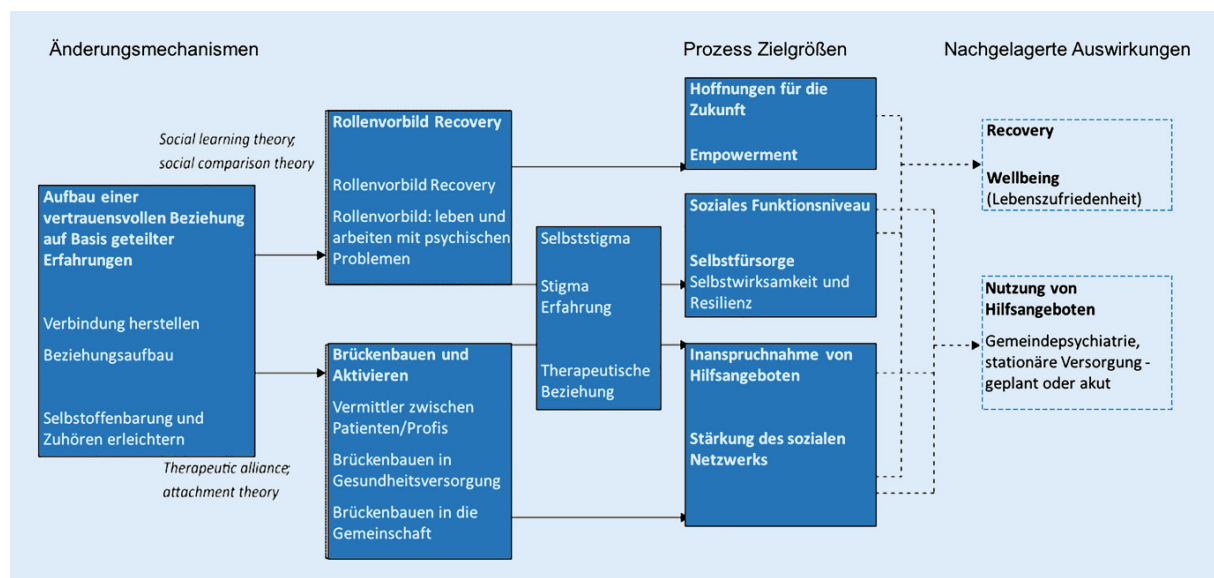 Änderungsmechanismen
Prozess Zielgrößen
Nachgelagerte Auswirkungen
Social learning theory;
social comparison theory
Aufbau einer
vertrauensvollen Beziehung
auf Basis geteilter
Erfahrungen
Verbindung herstellen
Beziehungsaufbau
Selbstoffenbarung und
Zuhören erleichtern
Therapeutic alliance;
attachment theory
Rollenvorbild Recovery
Rollenvorbild Recovery
Rollenvorbild: leben und
arbeiten mit psychischen
Problemen
Brückenbauen und
Aktivieren
Vermittler zwischen
Patienten/Profis
Brückenbauen in
Gesundheitsversorgung
Brückenbauen in die
Gemeinschaft
Selbststigma
Stigma
Erfahrung
Therapeutische
Beziehung
Hoffnungen für die
Zukunft
Empowerment
Soziales Funktionsniveau
Selbstfürsorge
Selbstwirksamkeit und
Resilienz
Inanspruchnahme von
Hilfsangeboten
Stärkung des sozialen
Netzwerks
Recovery
Wellbeing
(Lebenszufriedenheit)
Nutzung von
Hilfsangeboten
Gemeindepsychiatrie,
stationäre Versorgung -
geplant oder akut